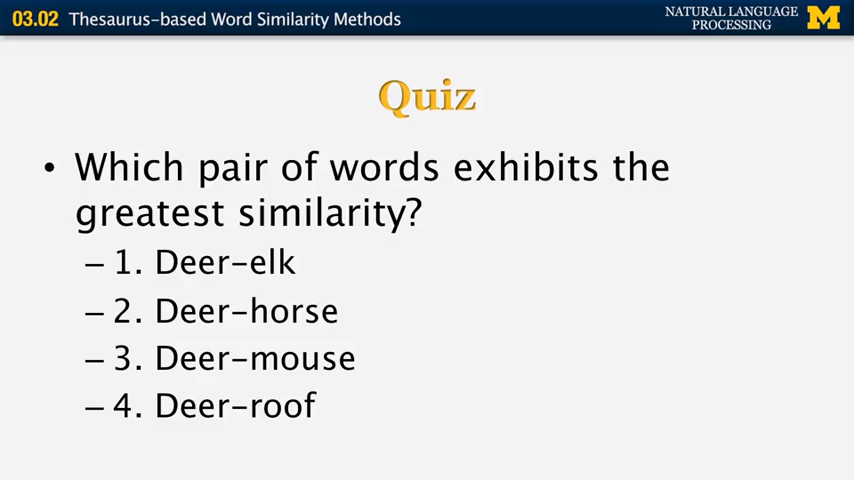 03.02 Thesaurus-based Word Similarity Methods
NATURAL LANGUAGE
PROCESSING
M
Quiz
• Which pair of words exhibits the
greatest similarity?
– 1. Deer-elk
– 2. Deer-horse
– 3. Deer-mouse
– 4. Deer-roof